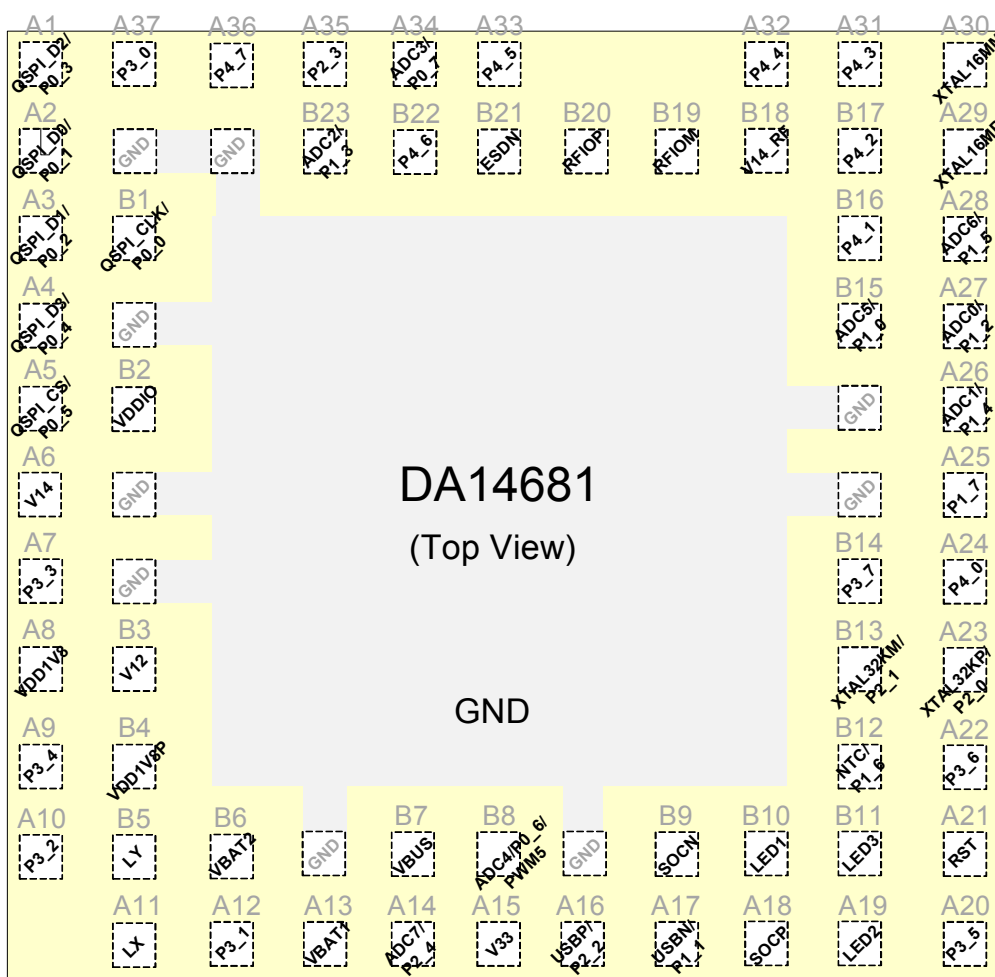 A1 A37 A36 A35 A34 A33 A32 A31 A30
QSPI_D2/
P0_3
P3_0
P4_7
P2_3
ADC3/
P0_7
P4_5
P4_4
P4_3
A2 B23 B22 B21 B20 B19 B18 B17 A29
QSPI_D0/
P0_1
GND
GND
ADC2/
P1_3
P4_6
ESDN
RFIOP
RFIOM
V14_RF
P4_2
A3 B1 B16 A28
QSPI_D1/
P0_2
QSPI_CLK/
P0_0
P4_1
ADC6/
P1_5
A4 B15 A27
QSPI_D3/
P0_4
GND
ADC5/
P1_0
ADC0/
P1_2
A5 B2 A26
QSPI_CS/
P0_5
VDDIO
GND
ADC1/
P1_4
A6 A25
V14
GND
DA14681
(Top View)
GND
P1_7
A7 B14 A24
P3_3
GND
P3_7
P4_0
A8 B3 B13 A23
VDD1V8
V12
XTAL32KM/
P2_1
XTAL32KP/
P2_0
GND
A9 B4 B12 A22
P3_4
VDD1V8P
NTC/
P1_6
P3_6
A10 B5 B6 B7 B8 B9 B10 B11 A21
P3_2
LY
VBAT2
GND
VBUS
ADC4/P0_6/
PWM5
GND
SOCN
LED1
LED3
RST
A11 A12 A13 A14 A15 A16 A17 A18 A19 A20
LX
P3_1
VBAT1
ADC7/
P2_4
V33
USBP/
P2_2
USBN/
P1_1
SOCP
LED2
P3_5